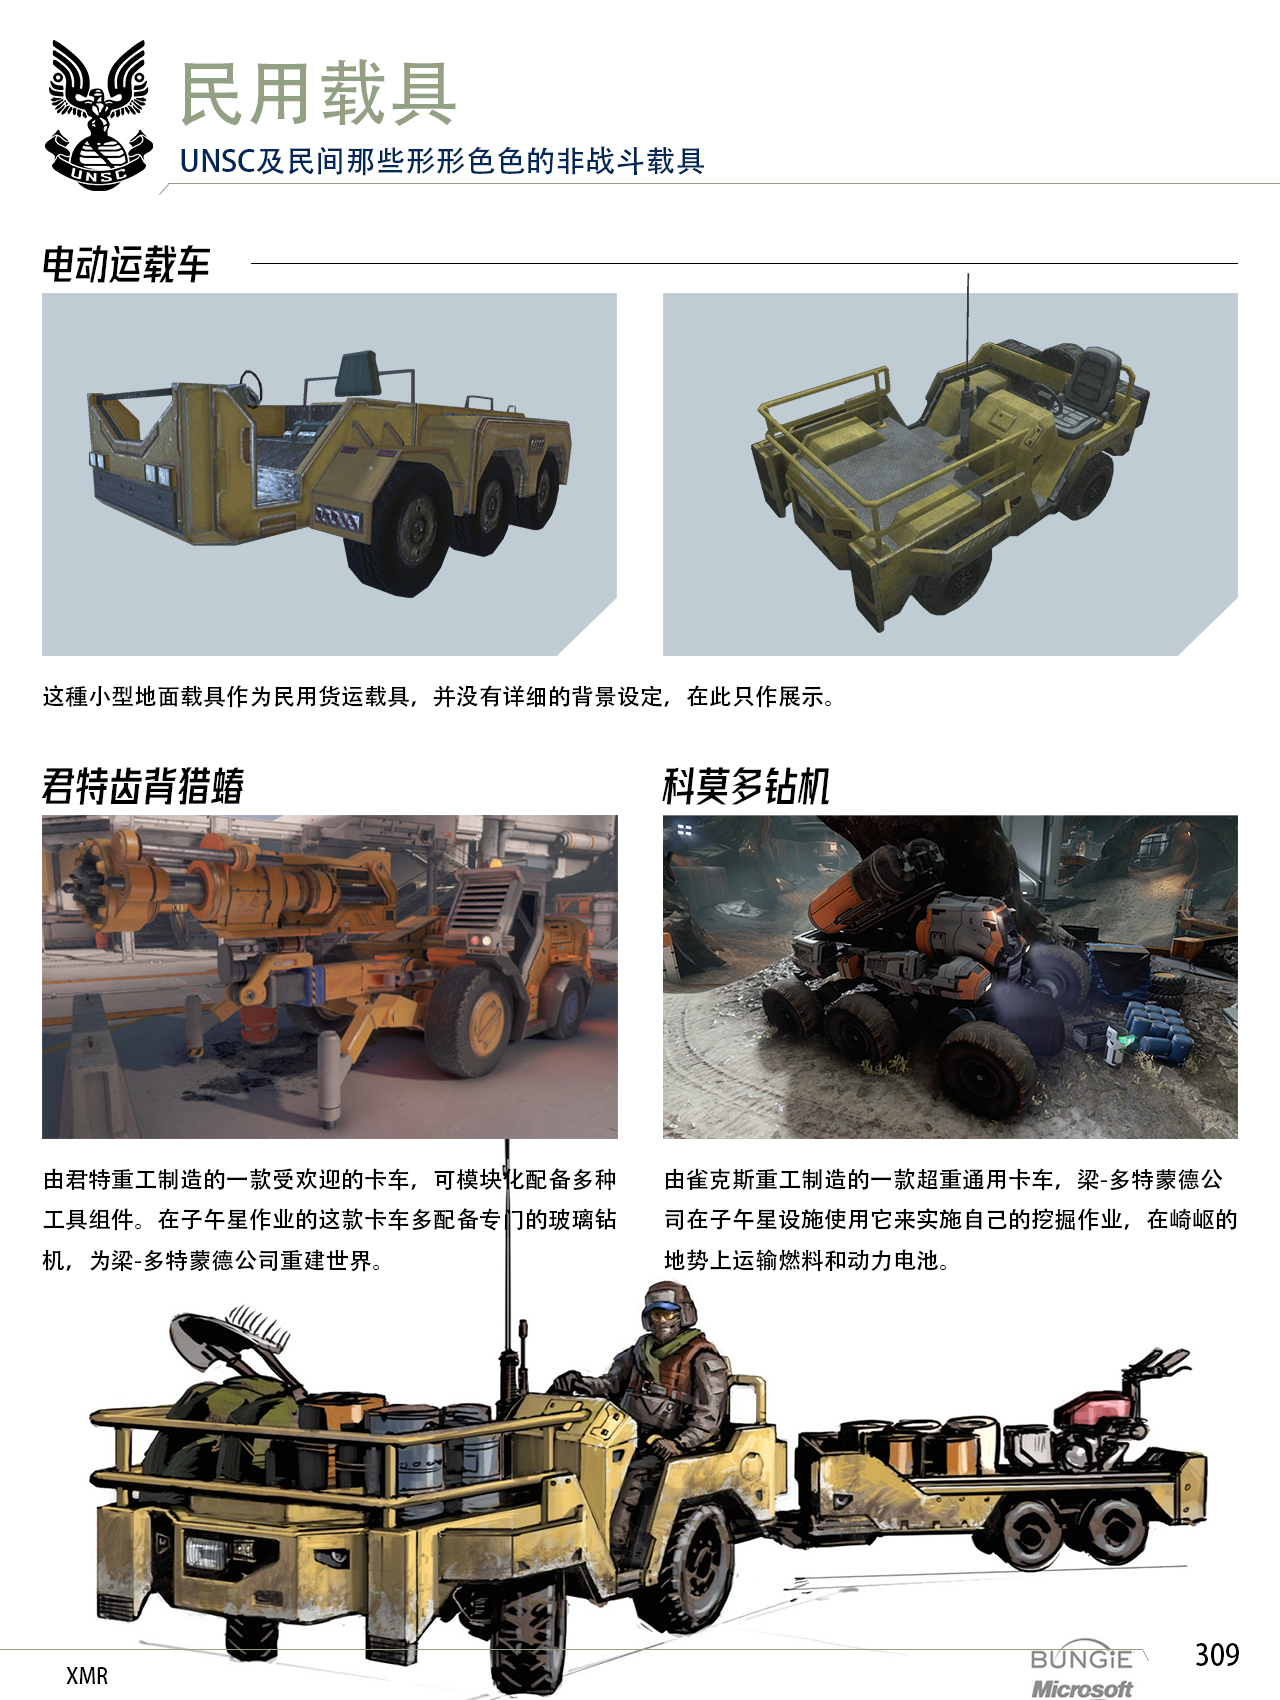 UNSC
民用载具
UNSC及民间那些形形色色的非战斗载具
电动运载车
这種小型地面载具作为民用货运载具，并没有详细的背景设定，在此只作展示。
君特齿背猎蝽
科莫多钻机
由君特重工制造的一款受欢迎的卡车，可模块化配备多种
工具组件。在子午星作业的这款卡车多配备专门的玻璃钻
机，为梁-多特蒙德公司重建世界。
由雀克斯重工制造的一款超重通用卡车，梁-多特蒙德公
司在子午星设施使用它来实施自己的挖掘作业，在崎岖的
地势上运输燃料和动力电池。
XMR
BUNGiE
Microsoft
309